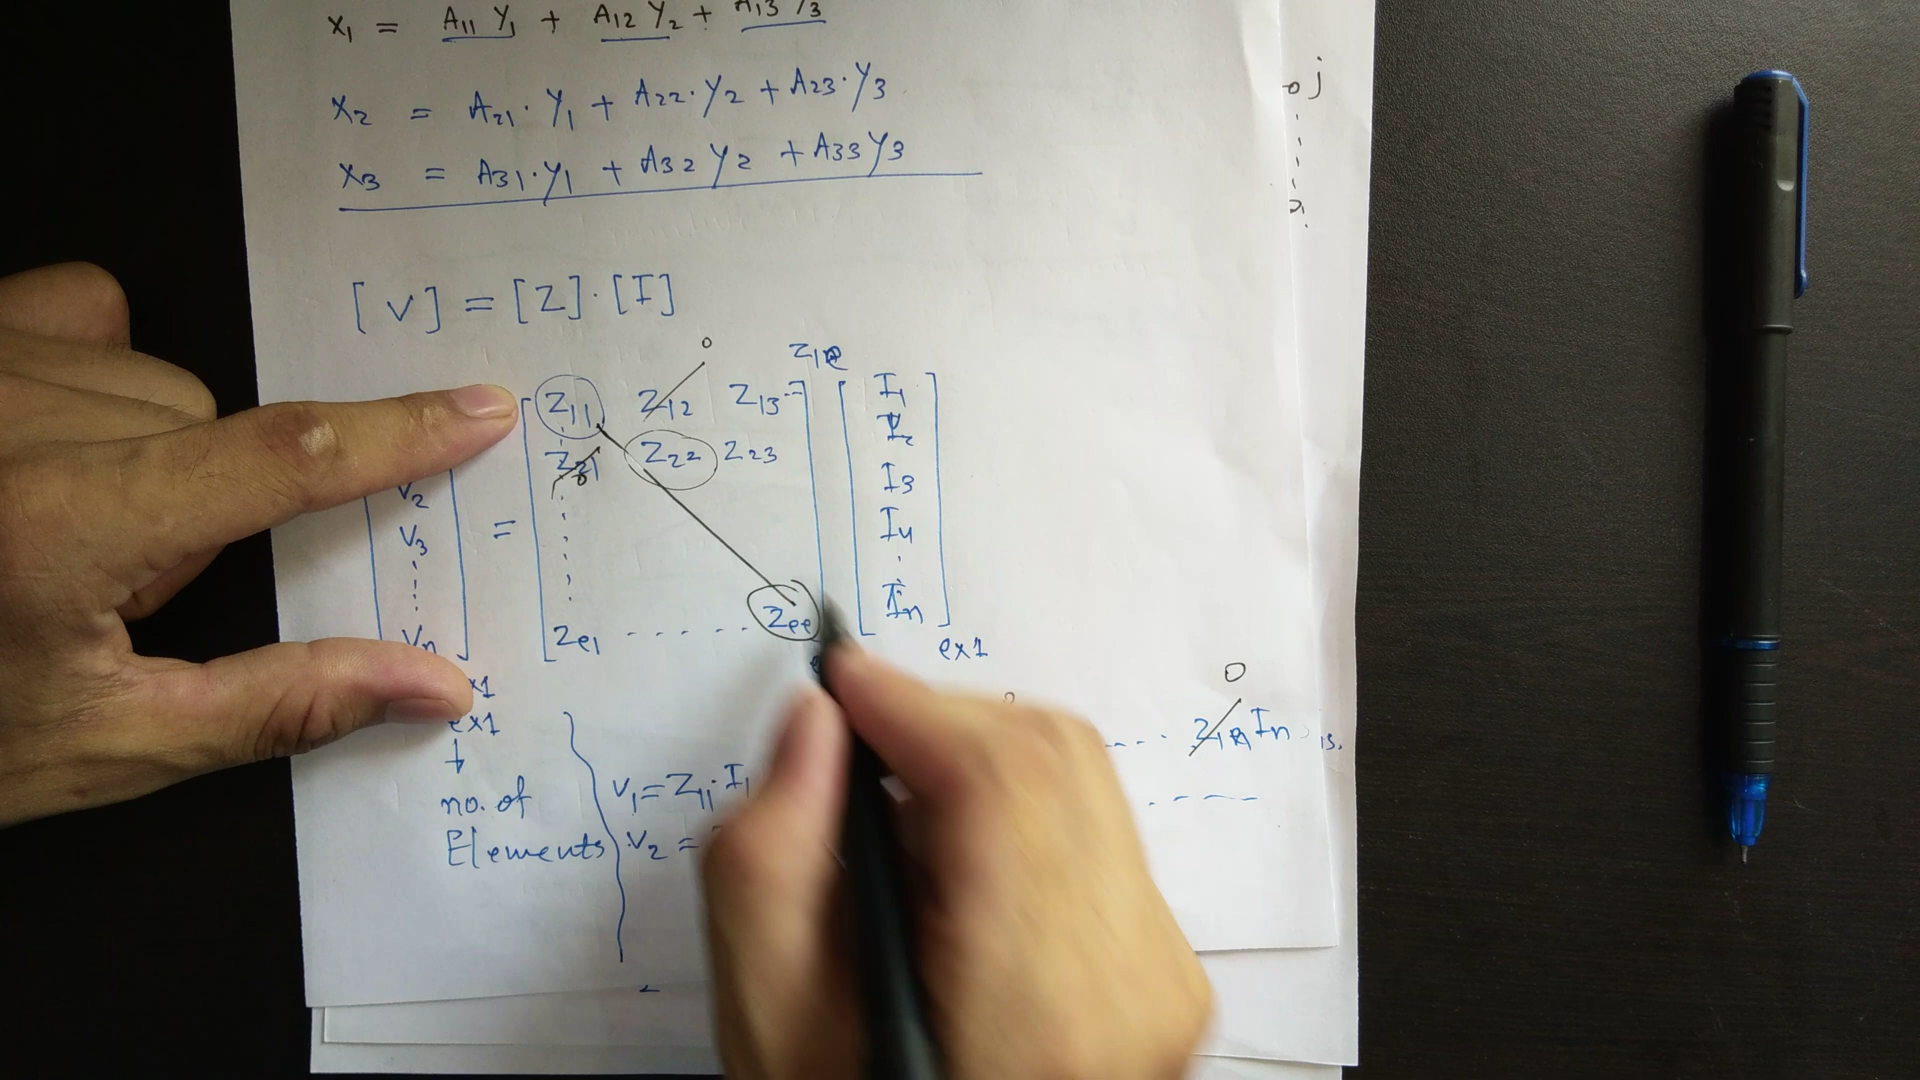 x1 = A11 Y1 + A12 Y2 + A13 Y3
x2 = A21 · Y1 + A22 · Y2 + A23 · Y3
x3 = A31 · Y1 + A32 Y2 + A33 Y3
j
[V] = [Z] · [I]
0
Z1e
Z11 Z12 Z13 --
Z22 Z23
V2
V3
Vn
=
Ze1 - - - - - Zee
I1
I2
I3
I4
In
ex1
x1
ex1
no. of
Elements
V1 = Z11 · I1
V2 =
0
---- In
-----